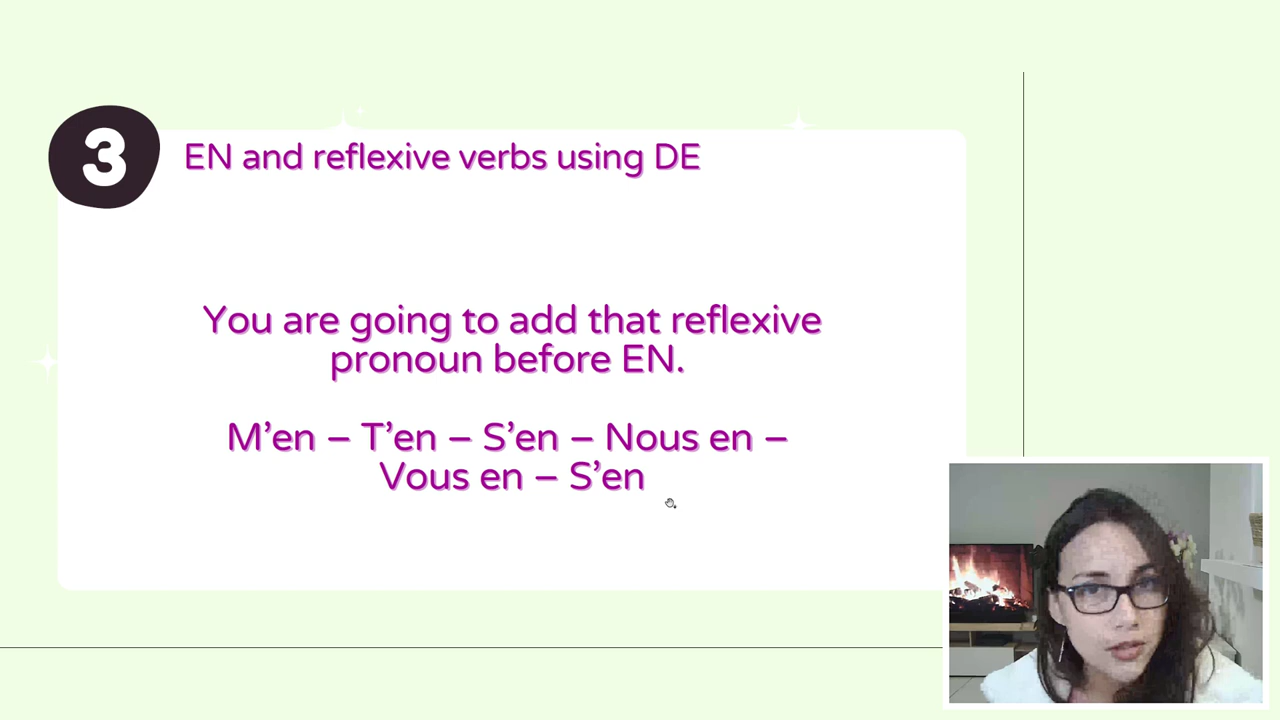 3
EN and reflexive verbs using DE
You are going to add that reflexive
pronoun before EN.
M’en – T’en – S’en – Nous en –
Vous en – S’en